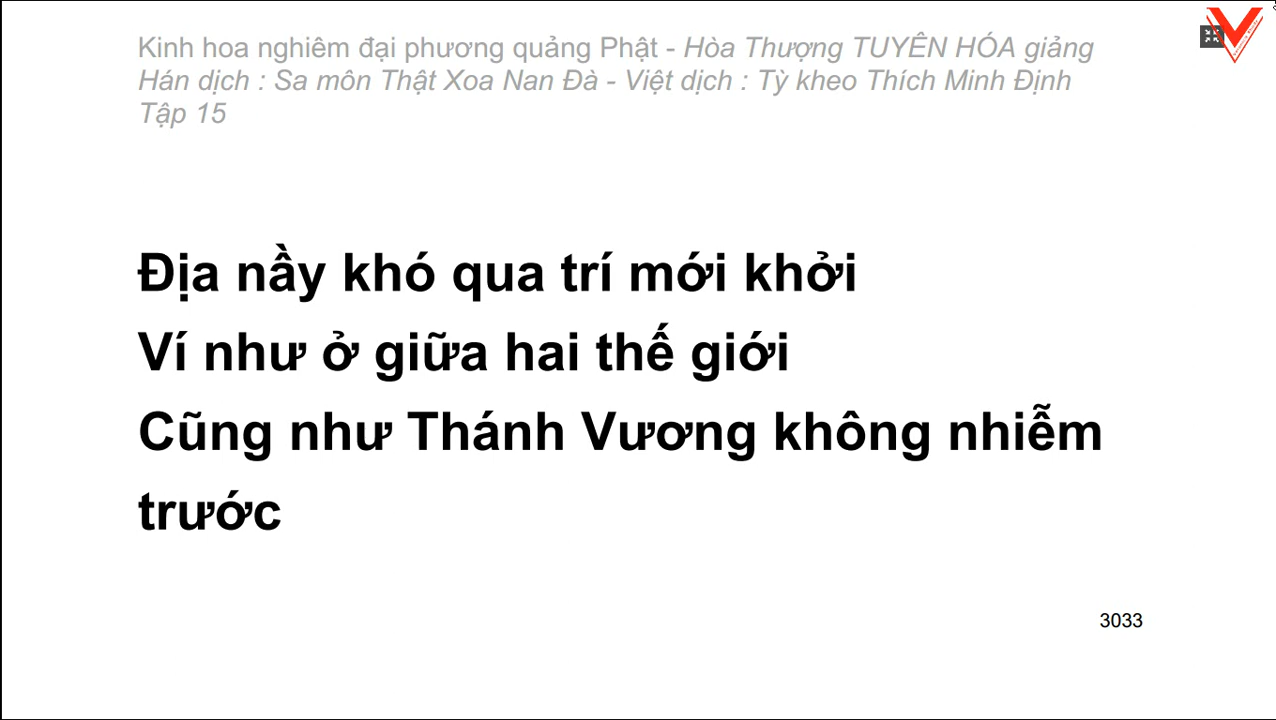 Kinh hoa nghiêm đại phương quảng Phật - Hòa Thượng TUYÊN HÓA giảng
Hán dịch : Sa môn Thật Xoa Nan Đà - Việt dịch : Tỳ kheo Thích Minh Định
Tập 15
Địa nầy khó qua trí mới khởi
Ví như ở giữa hai thế giới
Cũng như Thánh Vương không nhiễm
trước
3033